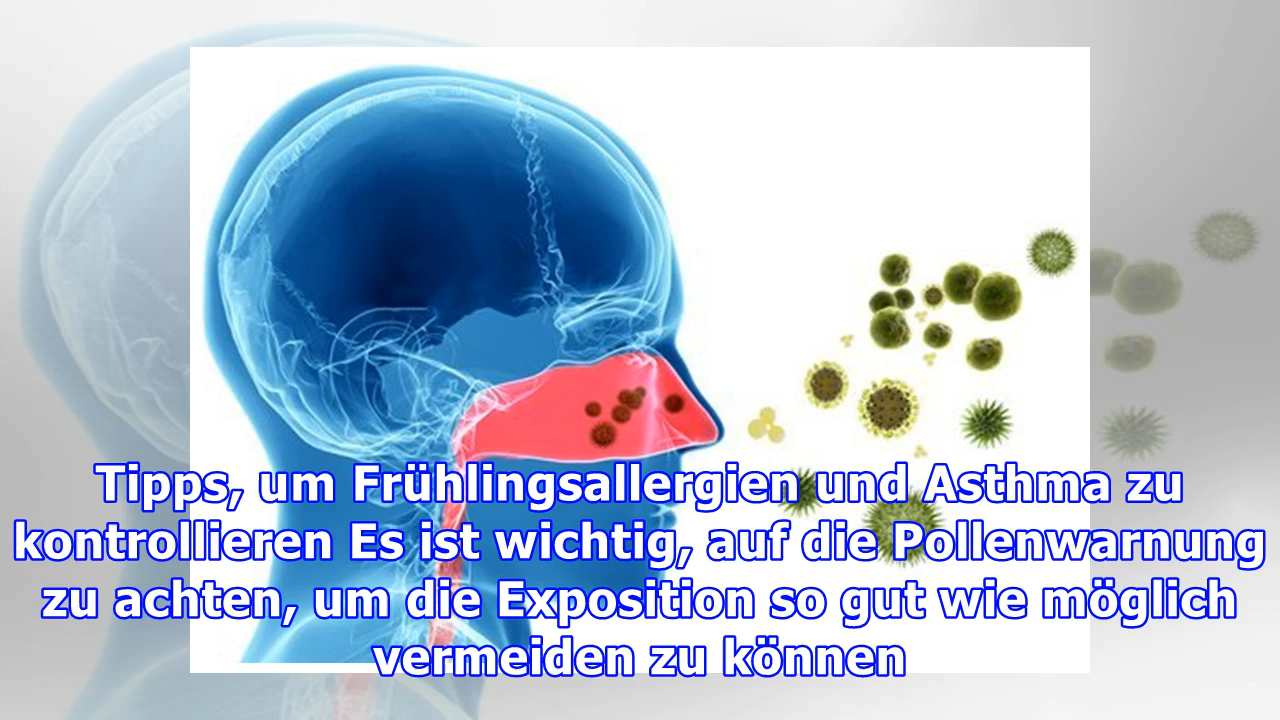 Tipps, um Frühlingsallergien und Asthma zu
kontrollieren Es ist wichtig, auf die Pollenwarnung
zu achten, um die Exposition so gut wie möglich
vermeiden zu können